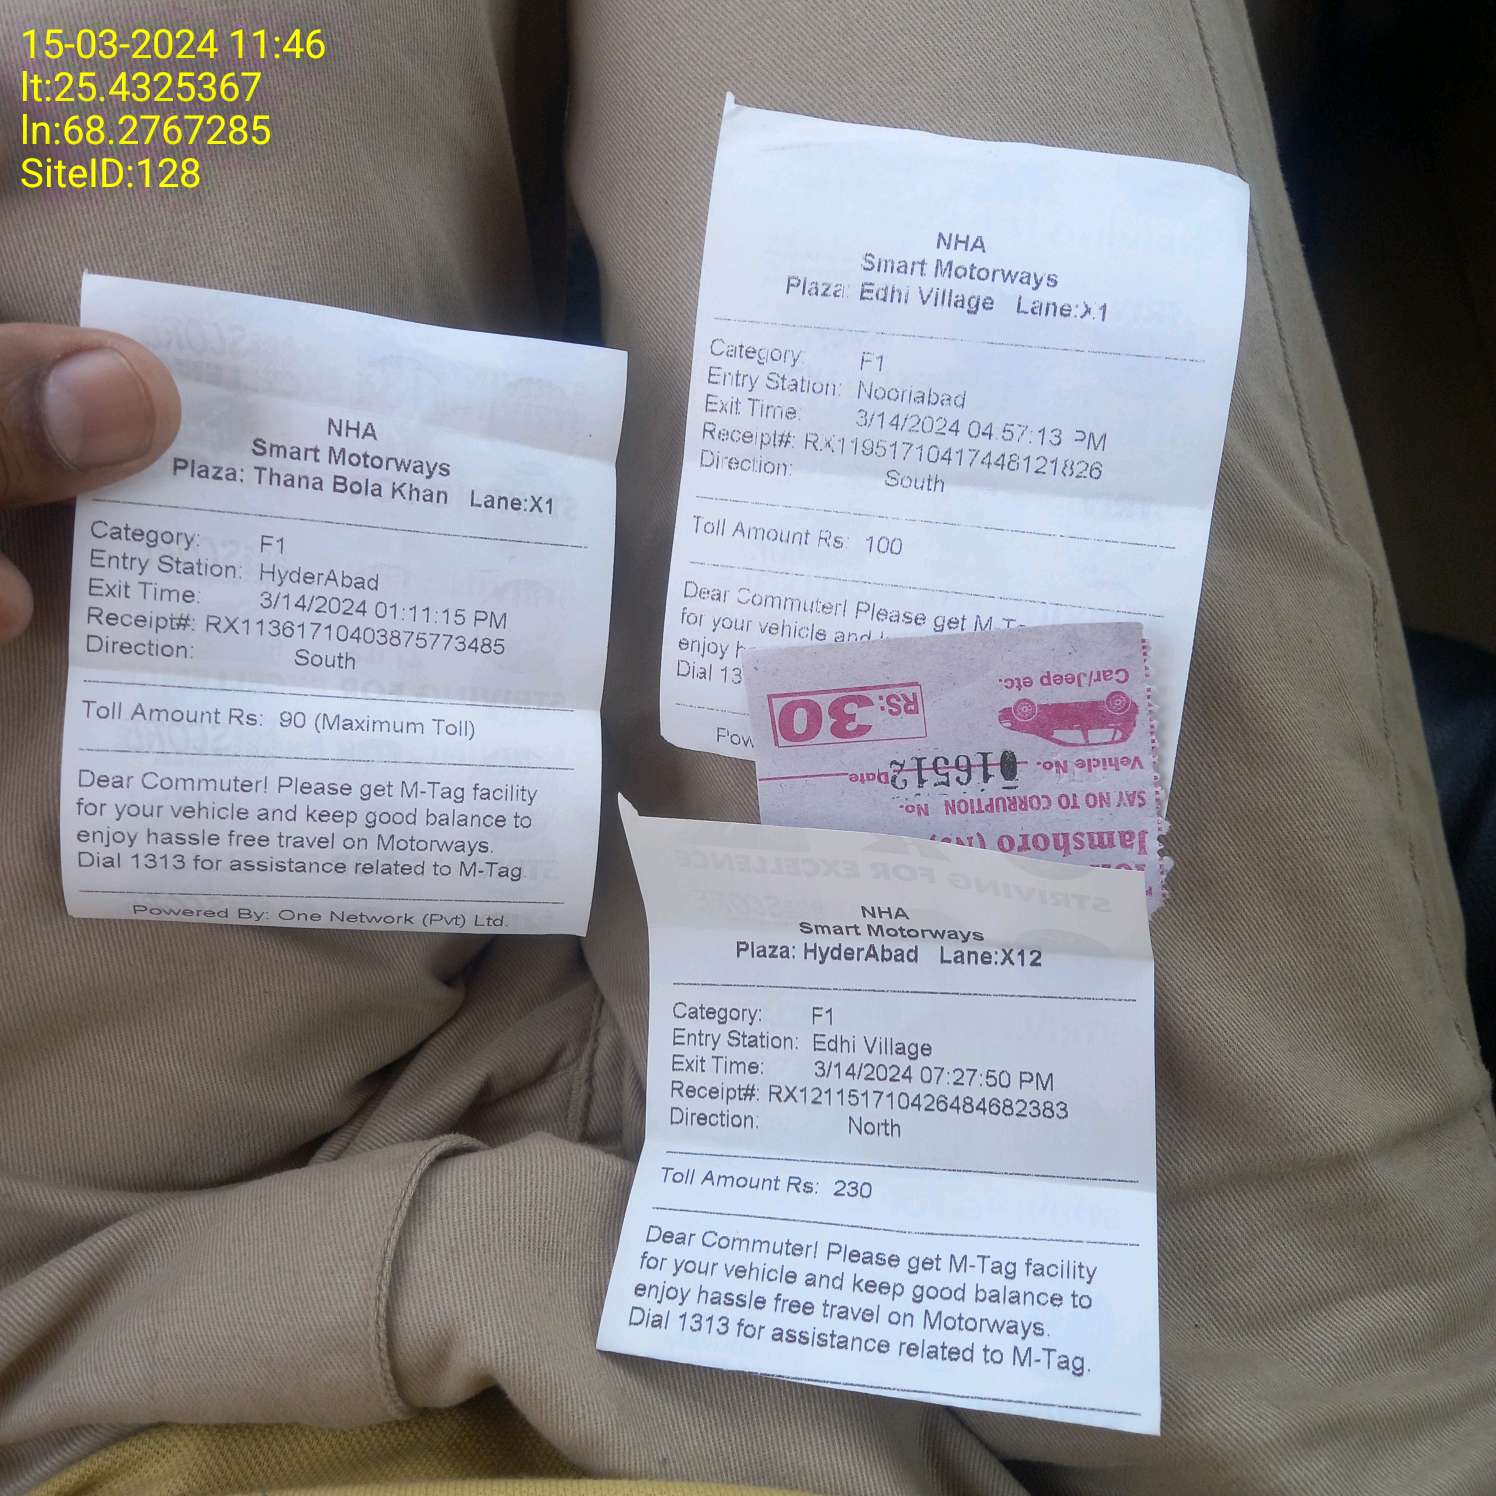 15-03-2024 11:46
lt:25.4325367
ln:68.2767285
SiteID:128
NHA
Smart Motorways
Plaza: Thana Bola Khan Lane:X1
Category: F1
Entry Station: HyderAbad
Exit Time: 3/14/2024 01:11:15 PM
Receipt#: RX11361710403875773485
Direction: South
Toll Amount Rs: 90 (Maximum Toll)
Dear Commuter! Please get M-Tag facility
for your vehicle and keep good balance to
enjoy hassle free travel on Motorways.
Dial 1313 for assistance related to M-Tag.
Powered By: One Network (Pvt) Ltd.
NHA
Smart Motorways
Plaza: Edhi Village Lane:X1
Category: F1
Entry Station: Nooriabad
Exit Time: 3/14/2024 04:57:13 PM
Receipt#: RX11951710417448121826
Direction: South
Toll Amount Rs: 100
Dear Commuter! Please get M-T
for your vehicle and
enjoy
Dial 13
Pow
Car/Jeep etc.
RS:30
Vehicle No. Date
016512
SAY NO TO CORRUPTION No.
Jamshoro
STRIVING FOR EXCELLENCE
NHA
Smart Motorways
Plaza: HyderAbad Lane:X12
Category: F1
Entry Station: Edhi Village
Exit Time: 3/14/2024 07:27:50 PM
Receipt#: RX121151710426484682383
Direction: North
Toll Amount Rs: 230
Dear Commuter! Please get M-Tag facility
for your vehicle and keep good balance to
enjoy hassle free travel on Motorways.
Dial 1313 for assistance related to M-Tag.